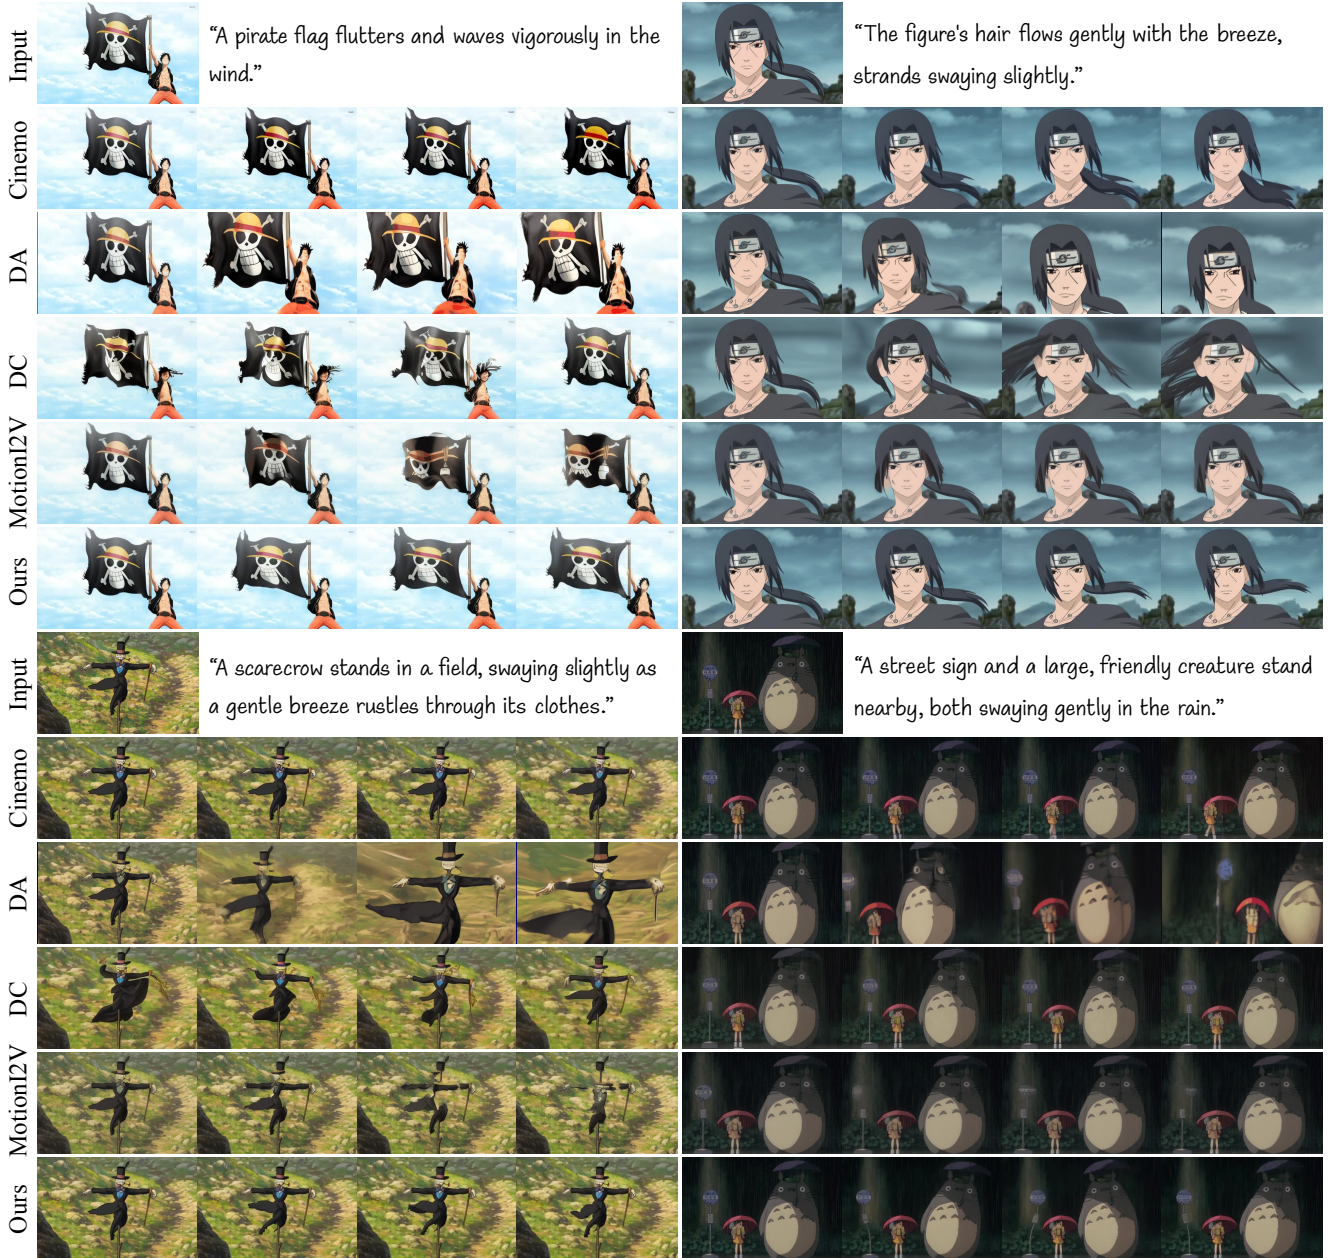 Input
“A pirate flag flutters and waves vigorously in the
wind.”
“The figure's hair flows gently with the breeze,
strands swaying slightly.”
Cinemo
DA
DC
MotionI2V
Ours
Input
“A scarecrow stands in a field, swaying slightly as
a gentle breeze rustles through its clothes.”
“A street sign and a large, friendly creature stand
nearby, both swaying gently in the rain.”
Cinemo
DA
DC
MotionI2V
Ours